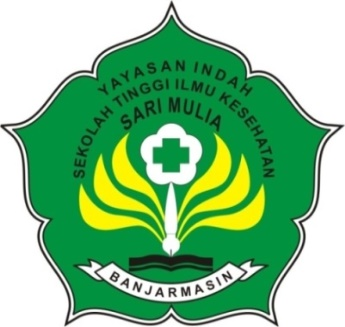 YAYASAN INDAH
SEKOLAH TINGGI ILMU KESEHATAN
SARI MULIA
BANJARMASIN